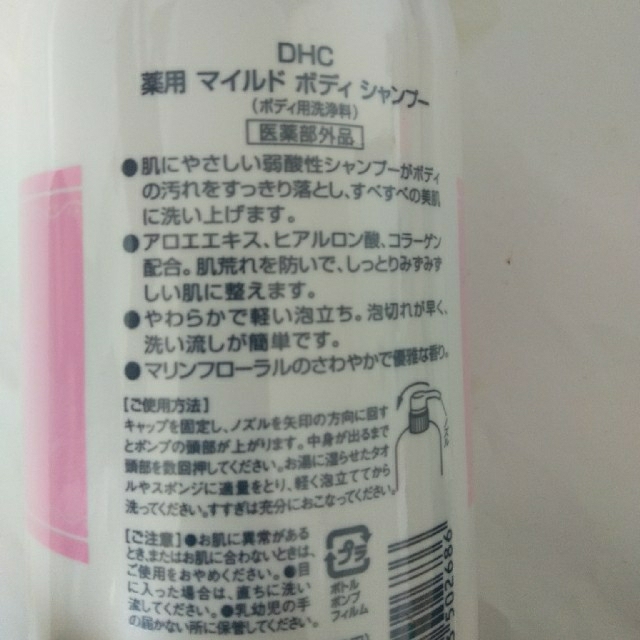 DHC
薬用 マイルド ボディ シャンプー
(ボディ用洗浄料)
医薬部外品
●肌にやさしい弱酸性シャンプーがボディ
の汚れをすっきり落とし、すべすべの美肌
に洗い上げます。
●アロエエキス、ヒアルロン酸、コラーゲン
配合。肌荒れを防いで、しっとりみずみず
しい肌に整えます。
●やわらかで軽い泡立ち。泡切れが早く、
洗い流しが簡単です。
●マリンフローラルのさわやかで優雅な香り。
【ご使用方法】
キャップを固定し、ノズルを矢印の方向に回す
とポンプの頭部が上がります。中身が出るまで
頭部を数回押してください。お湯に湿らせたタオ
ルやスポンジに適量をとり、軽く泡立ててから
洗ってください。すすぎは充分におこなってください。
【ご注意】●お肌に異常がある
ときまたはお肌に合わないときは、
ご使用をおやめください。●目
に入った場合は、直ちに洗い
流してください。●乳幼児の手
の届かない所に保管してください。
プラ
ボトル
ポンプ
フィルム